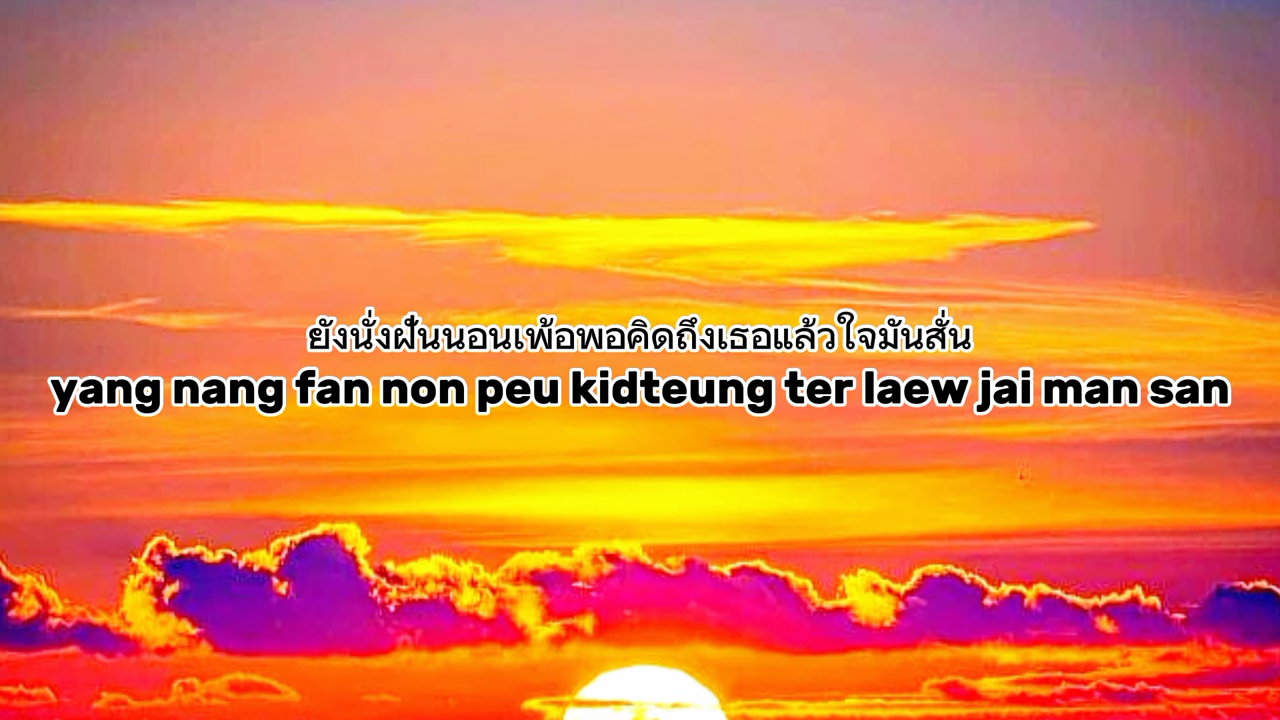 ยังนั่งฝันนอนเพ้อพอคิดถึงเธอแล้วใจมันสั่น
yang nang fan non peu kidteung ter laew jai man san